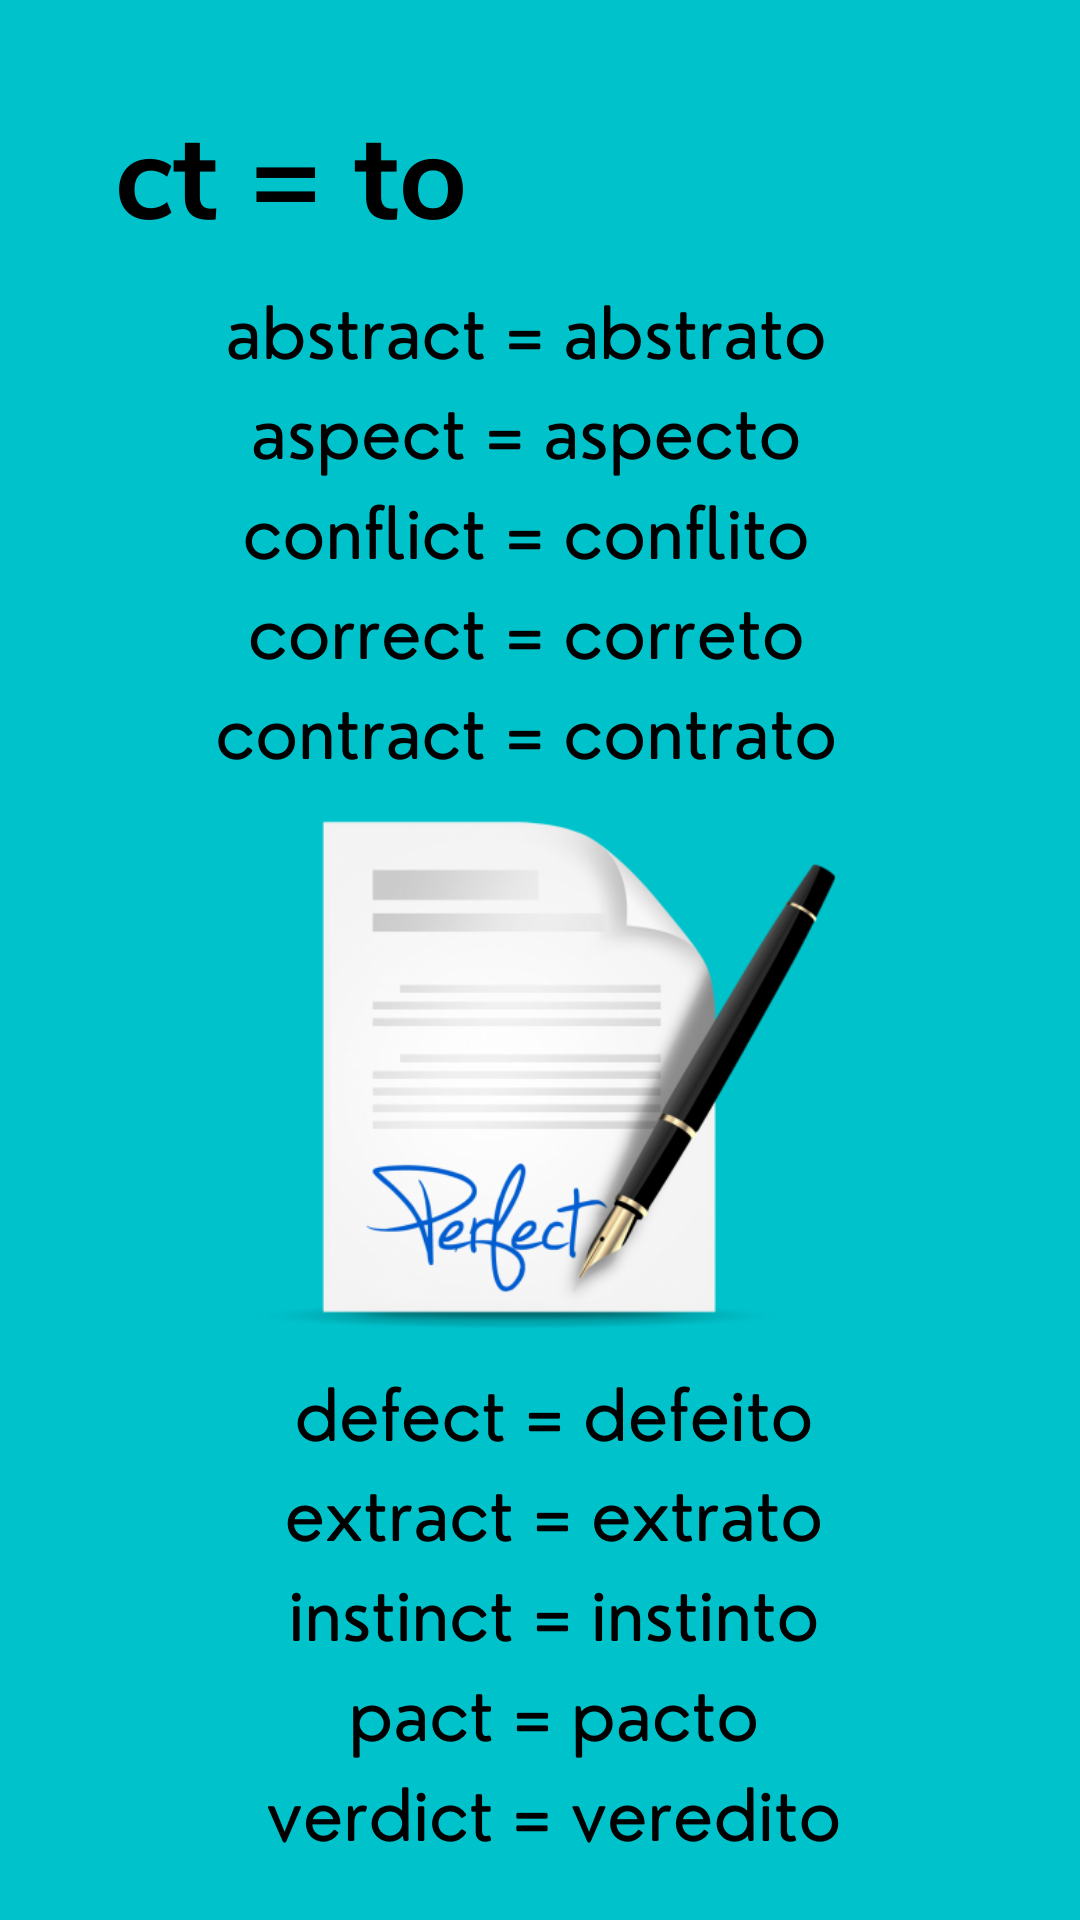 ct = to
abstract = abstrato
aspect = aspecto
conflict = conflito
correct = correto
contract = contrato
Perfect
defect = defeito
extract = extrato
instinct = instinto
pact = pacto
verdict = veredito